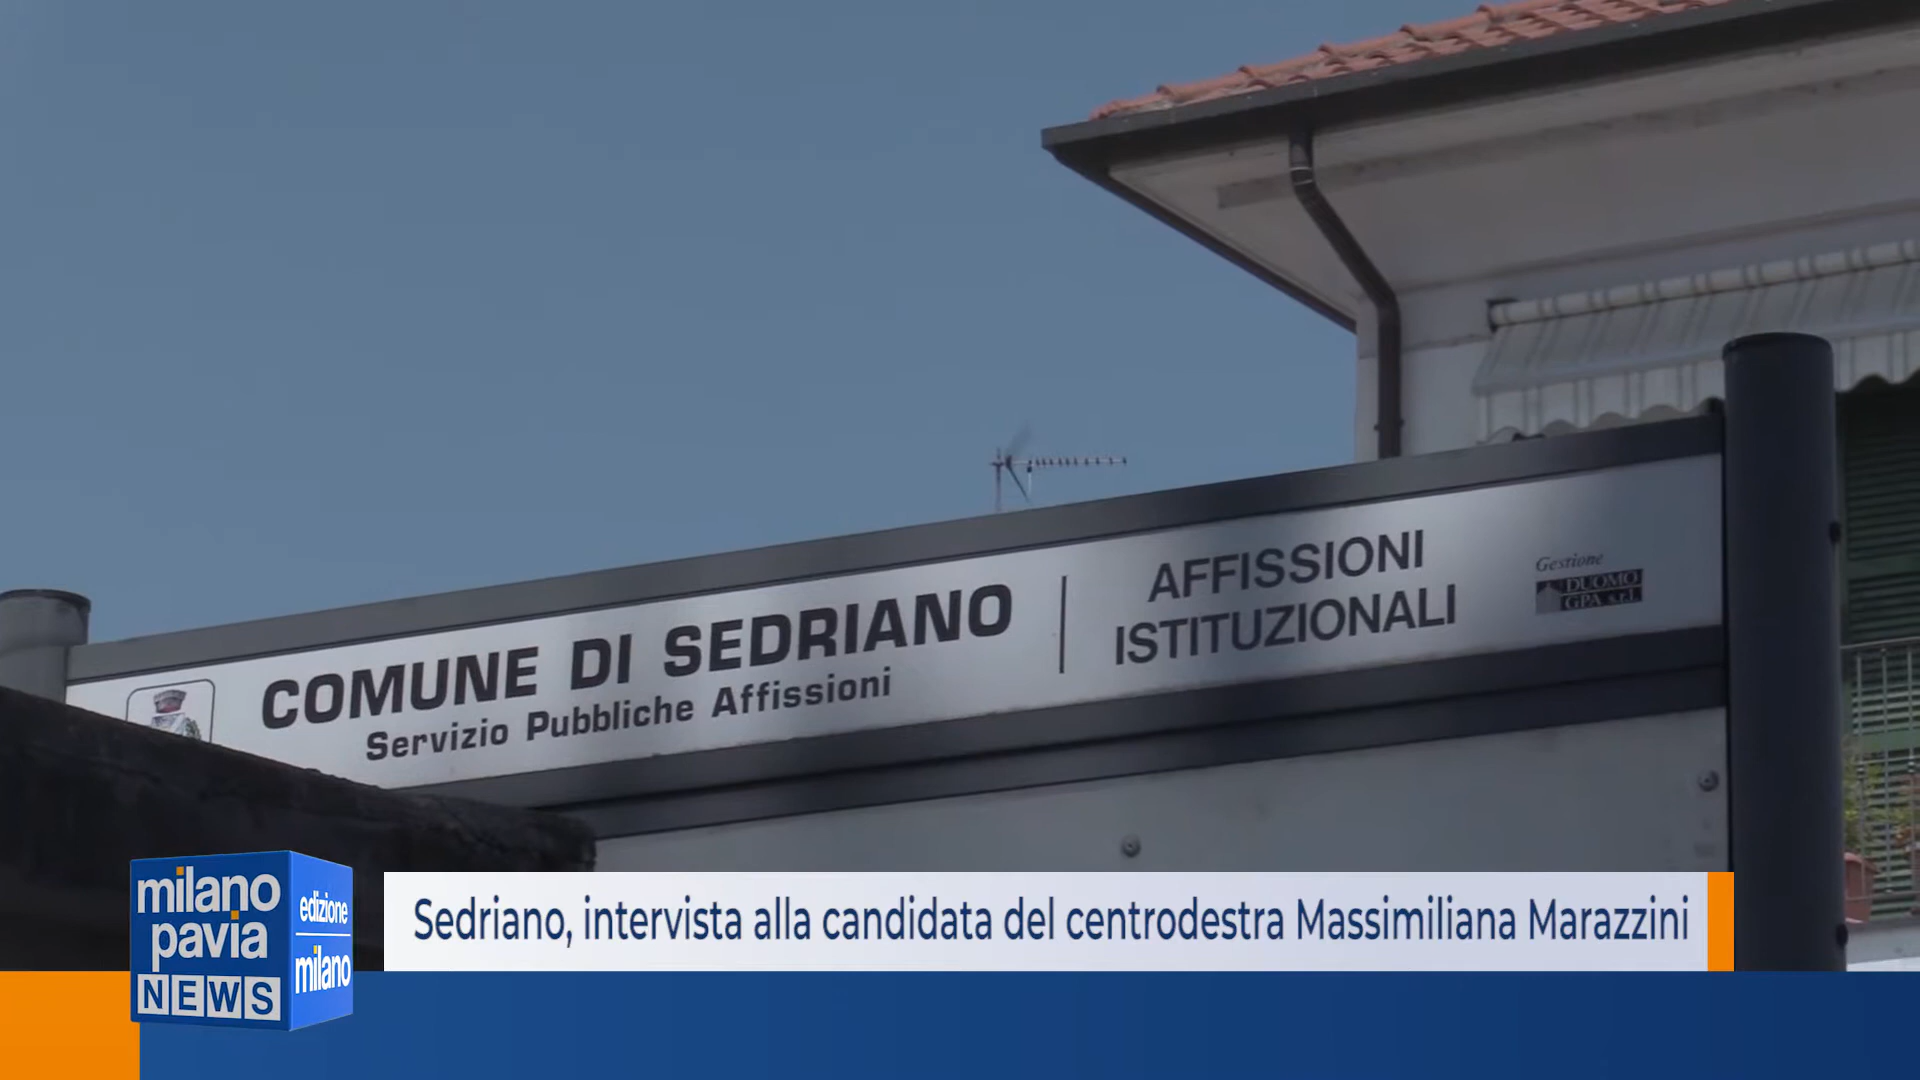 COMUNE DI SEDRIANO
Servizio Pubbliche Affissioni
AFFISSIONI
ISTITUZIONALI
Gestione
DUOMO
GPA s.r.l.
milano
pavia
NEWS
edizione
milano
Sedriano, intervista alla candidata del centrodestra Massimiliana Marazzini